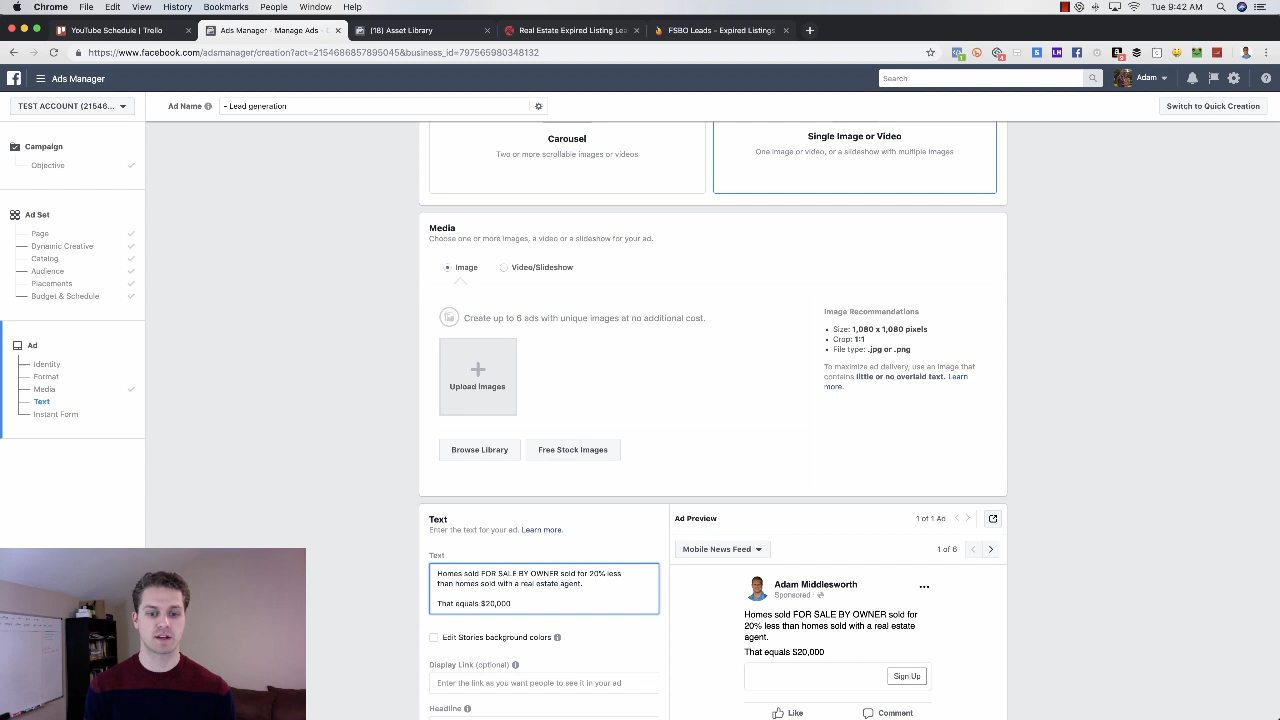 Chrome File Edit View History Bookmarks People Window Help
Tue 9:42 AM
YouTube Schedule | Trello
Ads Manager - Manage Ads - C
(18) Asset Library
Real Estate Expired Listing Lea
FSBO Leads – Expired Listings
https://www.facebook.com/adsmanager/creation?act=2154686857895045&business_id=797565980348132
Ads Manager
Search
Adam
TEST ACCOUNT (21546...
Ad Name
- Lead generation
Switch to Quick Creation
Campaign
Objective
Ad Set
Page
Dynamic Creative
Catalog
Audience
Placements
Budget & Schedule
Ad
Identity
Format
Media
Text
Instant Form
Carousel
Two or more scrollable images or videos
Single Image or Video
One image or video, or a slideshow with multiple images
Media
Choose one or more images, a video or a slideshow for your ad.
Image
Video/Slideshow
Create up to 6 ads with unique images at no additional cost.
Upload Images
Browse Library
Free Stock Images
Image Recommendations
• Size: 1,080 x 1,080 pixels
• Crop: 1:1
• File type: .jpg or .png
To maximize ad delivery, use an image that
contains little or no overlaid text. Learn
more.
Text
Enter the text for your ad. Learn more.
Text
Homes sold FOR SALE BY OWNER sold for 20% less
than homes sold with a real estate agent.
That equals $20,000
Edit Stories background colors
Display Link (optional)
Enter the link as you want people to see it in your ad
Headline
Ad Preview
1 of 1 Ad
Mobile News Feed
1 of 6
Adam Middlesworth
Sponsored
Homes sold FOR SALE BY OWNER sold for
20% less than homes sold with a real estate
agent.
That equals $20,000
Sign Up
Like
Comment